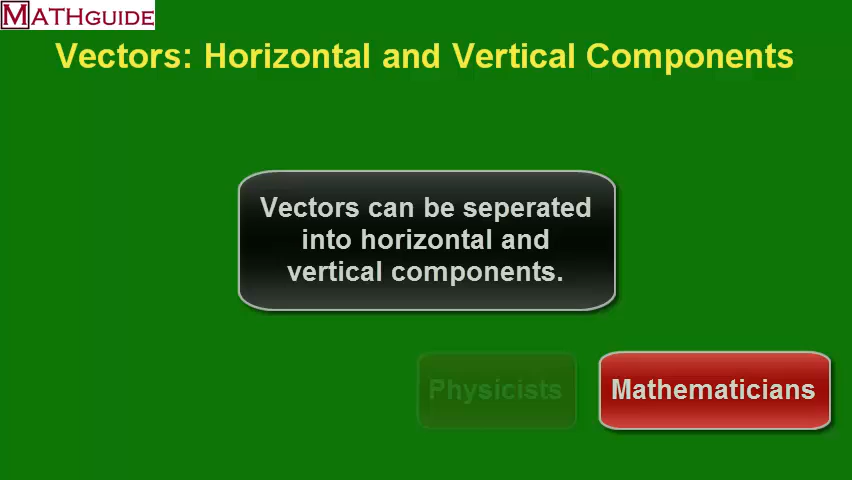 MATHGUIDE
Vectors: Horizontal and Vertical Components
Vectors can be seperated
into horizontal and
vertical components.
Physicists
Mathematicians